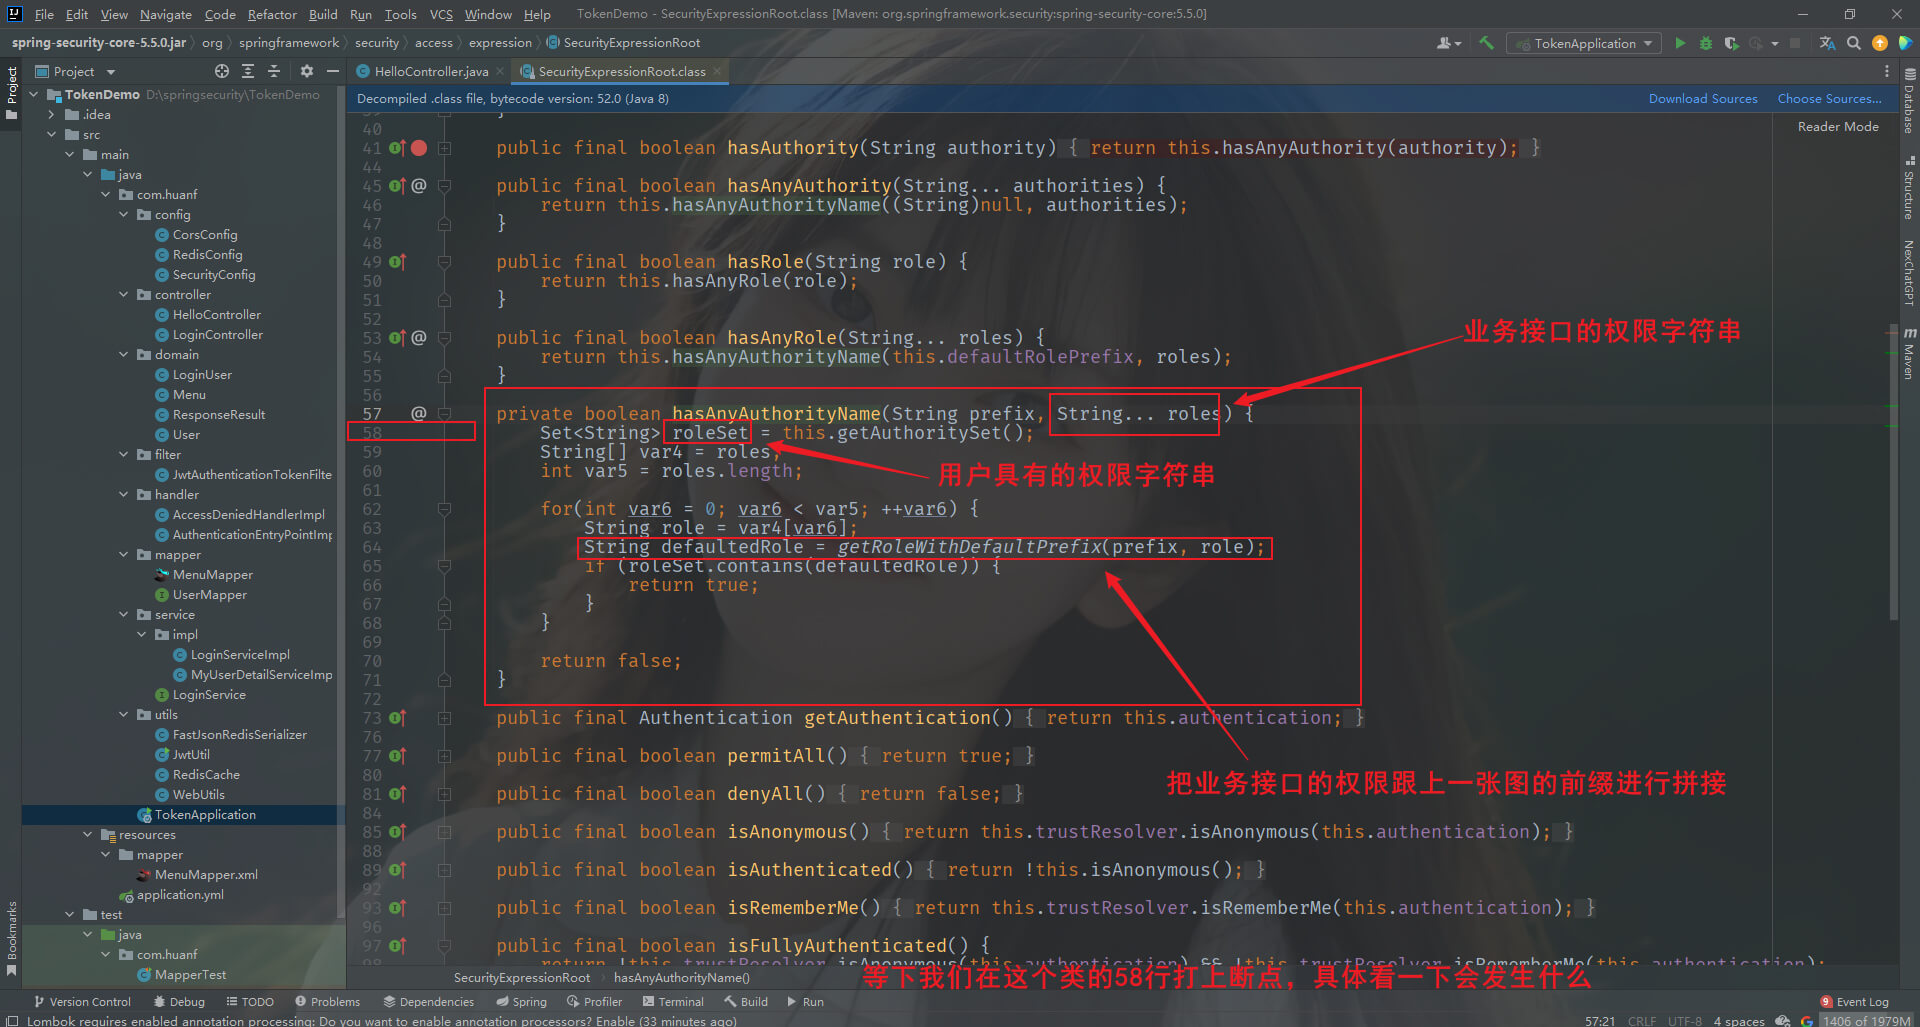 File Edit View Navigate Code Refactor Build Run Tools VCS Window Help TokenDemo - SecurityExpressionRoot.class [Maven: org.springframework.security:spring-security-core:5.5.0]
spring-security-core-5.5.0.jar org springframework security access expression SecurityExpressionRoot TokenApplication
Project HelloController.java SecurityExpressionRoot.class
Decompiled .class file, bytecode version: 52.0 (Java 8) Download Sources Choose Sources...
Reader Mode
Project
Bookmarks
TokenDemo D:\springsecurity\TokenDemo
.idea
src
main
java
com.huanf
config
CorsConfig
RedisConfig
SecurityConfig
controller
HelloController
LoginController
domain
LoginUser
Menu
ResponseResult
User
filter
JwtAuthenticationTokenFilte
handler
AccessDeniedHandlerImpl
AuthenticationEntryPointImp
mapper
MenuMapper
UserMapper
service
impl
LoginServiceImpl
MyUserDetailServiceImp
LoginService
utils
FastJsonRedisSerializer
JwtUtil
RedisCache
WebUtils
TokenApplication
resources
mapper
MenuMapper.xml
application.yml
test
java
com.huanf
MapperTest
39 }
40
41 public final boolean hasAuthority(String authority) { return this.hasAnyAuthority(authority); }
44
45 @ public final boolean hasAnyAuthority(String... authorities) {
46 return this.hasAnyAuthorityName((String)null, authorities);
47 }
48
49 public final boolean hasRole(String role) {
50 return this.hasAnyRole(role);
51 }
52
53 @ public final boolean hasAnyRole(String... roles) {
54 return this.hasAnyAuthorityName(this.defaultRolePrefix, roles);
55 }
56
57 @ private boolean hasAnyAuthorityName(String prefix, String... roles) {
58 Set<String> roleSet = this.getAuthoritySet();
59 String[] var4 = roles;
60 int var5 = roles.length;
61
62 for(int var6 = 0; var6 < var5; ++var6) {
63 String role = var4[var6];
64 String defaultedRole = getRoleWithDefaultPrefix(prefix, role);
65 if (roleSet.contains(defaultedRole)) {
66 return true;
67 }
68 }
69
70 return false;
71 }
72
73 public final Authentication getAuthentication() { return this.authentication; }
76
77 public final boolean permitAll() { return true; }
80
81 public final boolean denyAll() { return false; }
84
85 public final boolean isAnonymous() { return this.trustResolver.isAnonymous(this.authentication); }
88
89 public final boolean isAuthenticated() { return !this.isAnonymous(); }
92
93 public final boolean isRememberMe() { return this.trustResolver.isRememberMe(this.authentication); }
96
97 public final boolean isFullyAuthenticated() {
98 return !this.trustResolver.isAnonymous(this.authentication) && !this.trustResolver.isRememberMe(this.authentication);
业务接口的权限字符串
用户具有的权限字符串
把业务接口的权限跟上一张图的前缀进行拼接
等下我们在这个类的58行打上断点，具体看一下会发生什么
Database
Structure
NexChatGPT
m Maven
SecurityExpressionRoot hasAnyAuthorityName()
Version Control Debug TODO Problems Dependencies Spring Profiler Terminal Build Run 9 Event Log
Lombok requires enabled annotation processing: Do you want to enable annotation processors? Enable (33 minutes ago) 57:21 CRLF UTF-8 4 spaces 1406 of 1979M